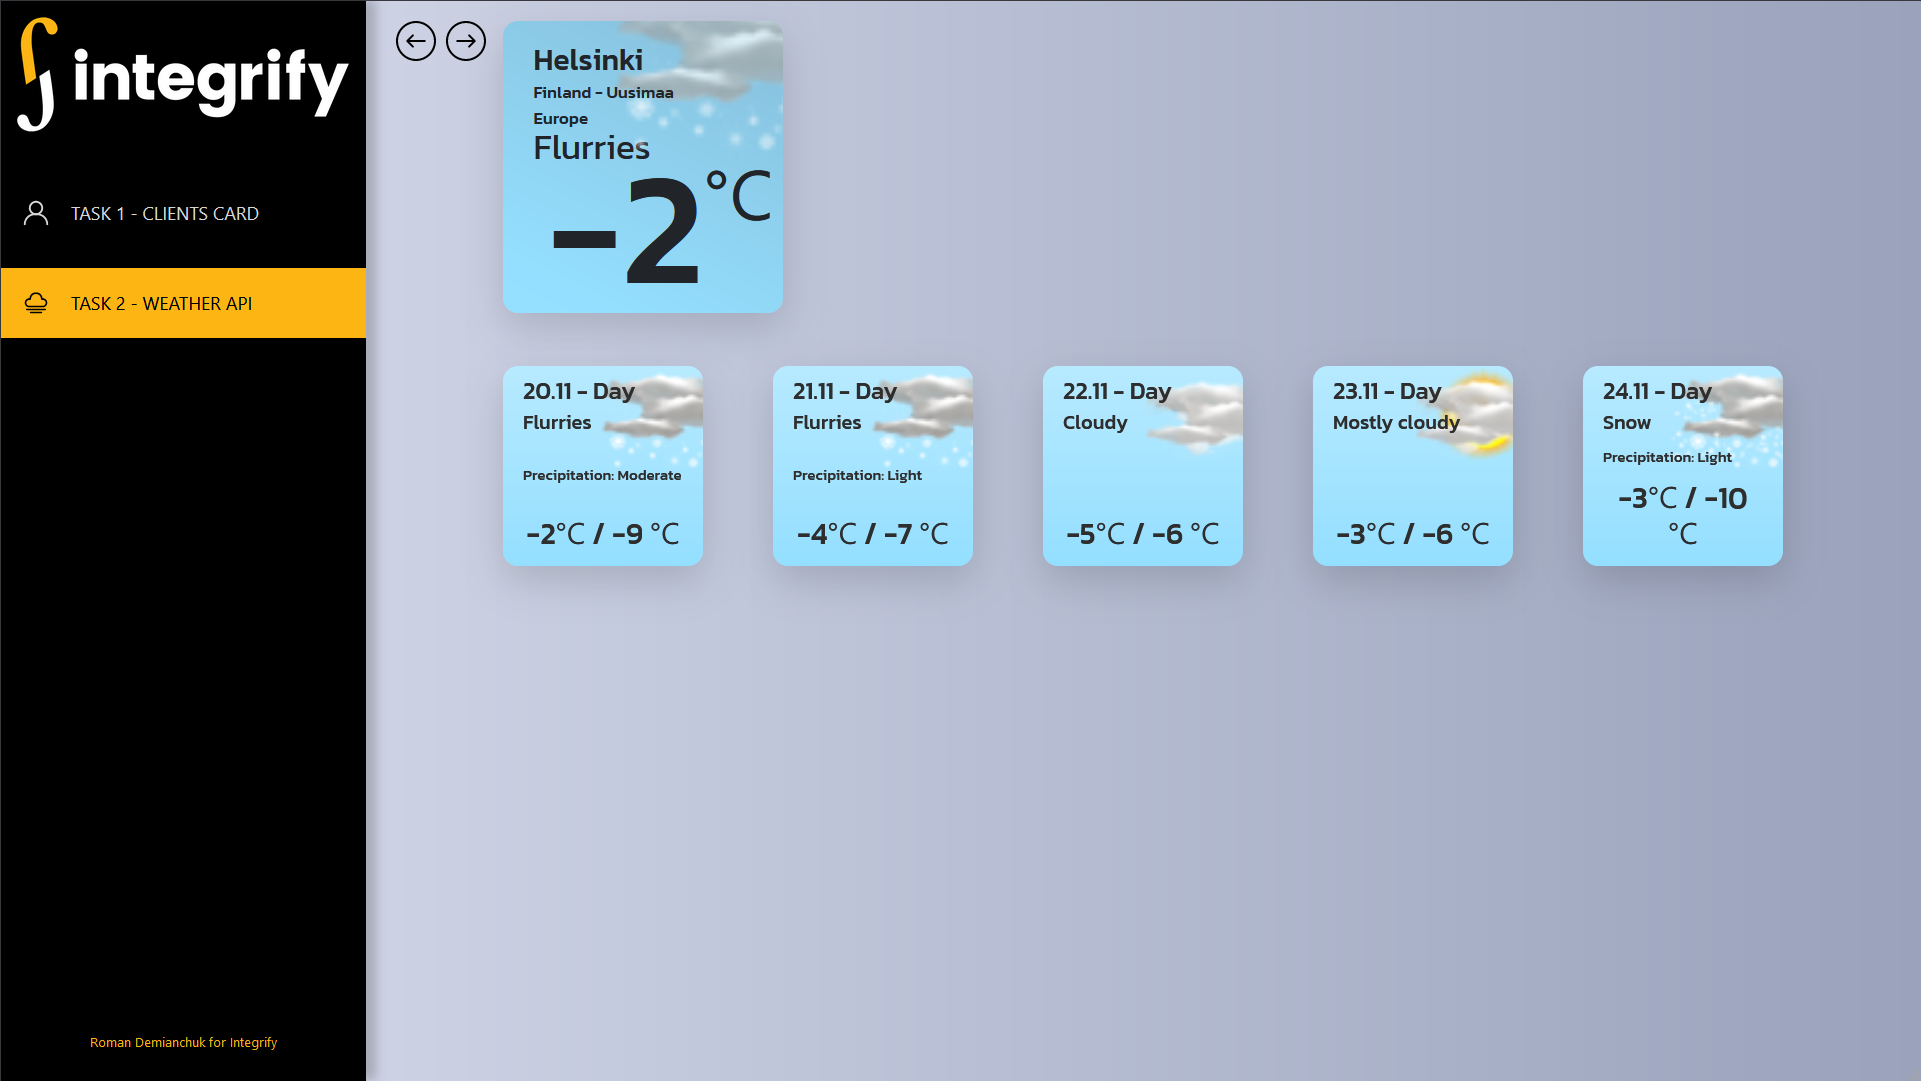 integrify
TASK 1 - CLIENTS CARD
TASK 2 - WEATHER API
Roman Demianchuk for Integrify
Helsinki
Finland - Uusimaa
Europe
Flurries
-2°C
20.11 - Day
Flurries
Precipitation: Moderate
-2°C / -9 °C
21.11 - Day
Flurries
Precipitation: Light
-4°C / -7 °C
22.11 - Day
Cloudy
-5°C / -6 °C
23.11 - Day
Mostly cloudy
-3°C / -6 °C
24.11 - Day
Snow
Precipitation: Light
-3°C / -10
°C